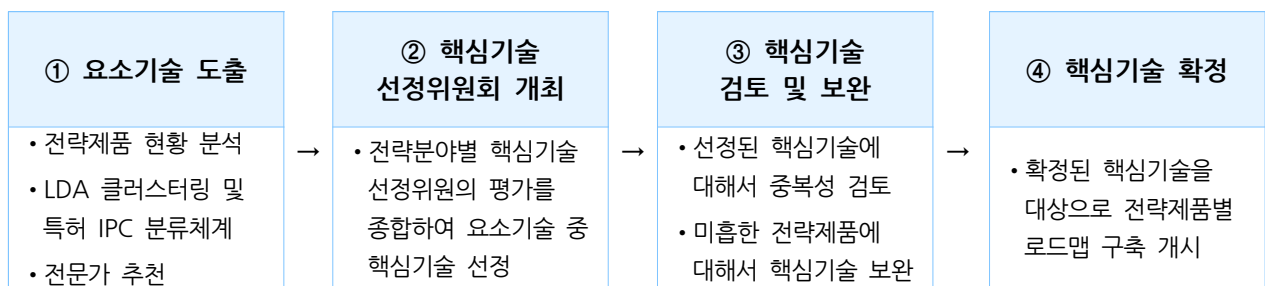 ① 요소기술 도출
• 전략제품 현황 분석
• LDA 클러스터링 및
특허 IPC 분류체계
• 전문가 추천
→
② 핵심기술
선정위원회 개최
• 전략분야별 핵심기술
선정위원의 평가를
종합하여 요소기술 중
핵심기술 선정
→
③ 핵심기술
검토 및 보완
• 선정된 핵심기술에
대해서 중복성 검토
• 미흡한 전략제품에
대해서 핵심기술 보완
→
④ 핵심기술 확정
• 확정된 핵심기술을
대상으로 전략제품별
로드맵 구축 개시